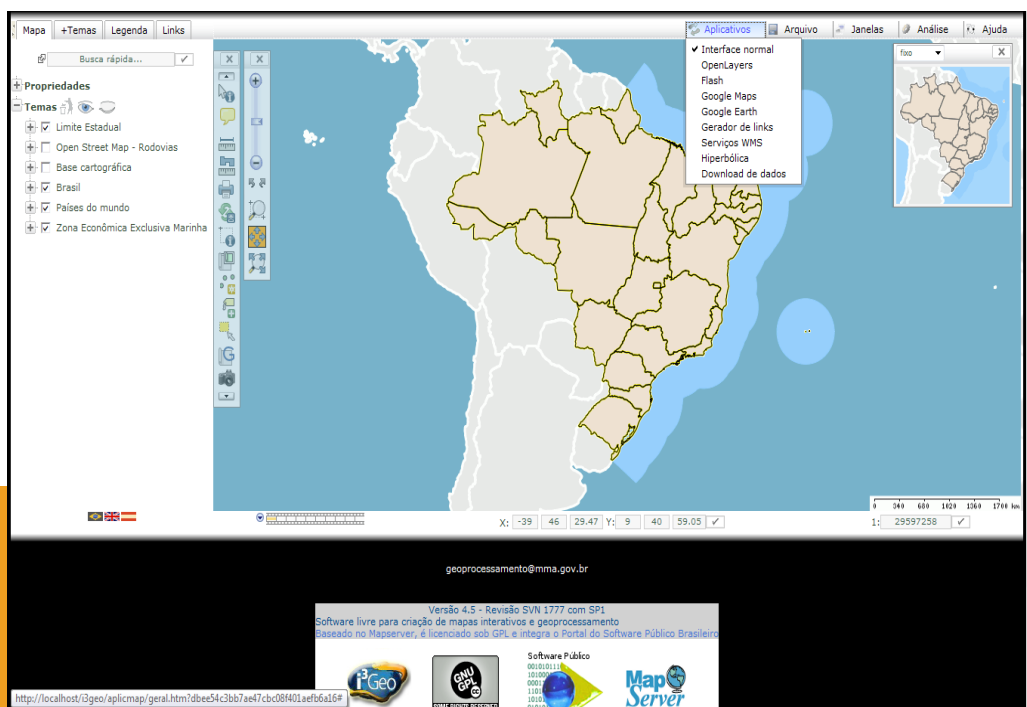 Mapa +Temas Legenda Links
Aplicativos Arquivo Janelas Análise Ajuda
Busca rápida...
Propriedades
Temas
Limite Estadual
Open Street Map - Rodovias
Base cartográfica
Brasil
Países do mundo
Zona Econômica Exclusiva Marinha
X X
Interface normal
OpenLayers
Flash
Google Maps
Google Earth
Gerador de links
Serviços WMS
Hiperbólica
Download de dados
fixo X
0 340 680 1020 1360 1700 km
X: -39 46 29.47 Y: 9 40 59.05
1: 29597258
geoprocessamento@mma.gov.br
Versão 4.5 - Revisão SVN 1777 com SP1
Software livre para criação de mapas interativos e geoprocessamento
Baseado no Mapserver, é licenciado sob GPL e integra o Portal do Software Público Brasileiro
i3Geo
GNU
GPL
Software Público
Map
Server
http://localhost/i3geo/aplicmap/geral.htm?dbee54c3bb7ae47cbc08f401aefb6a16#